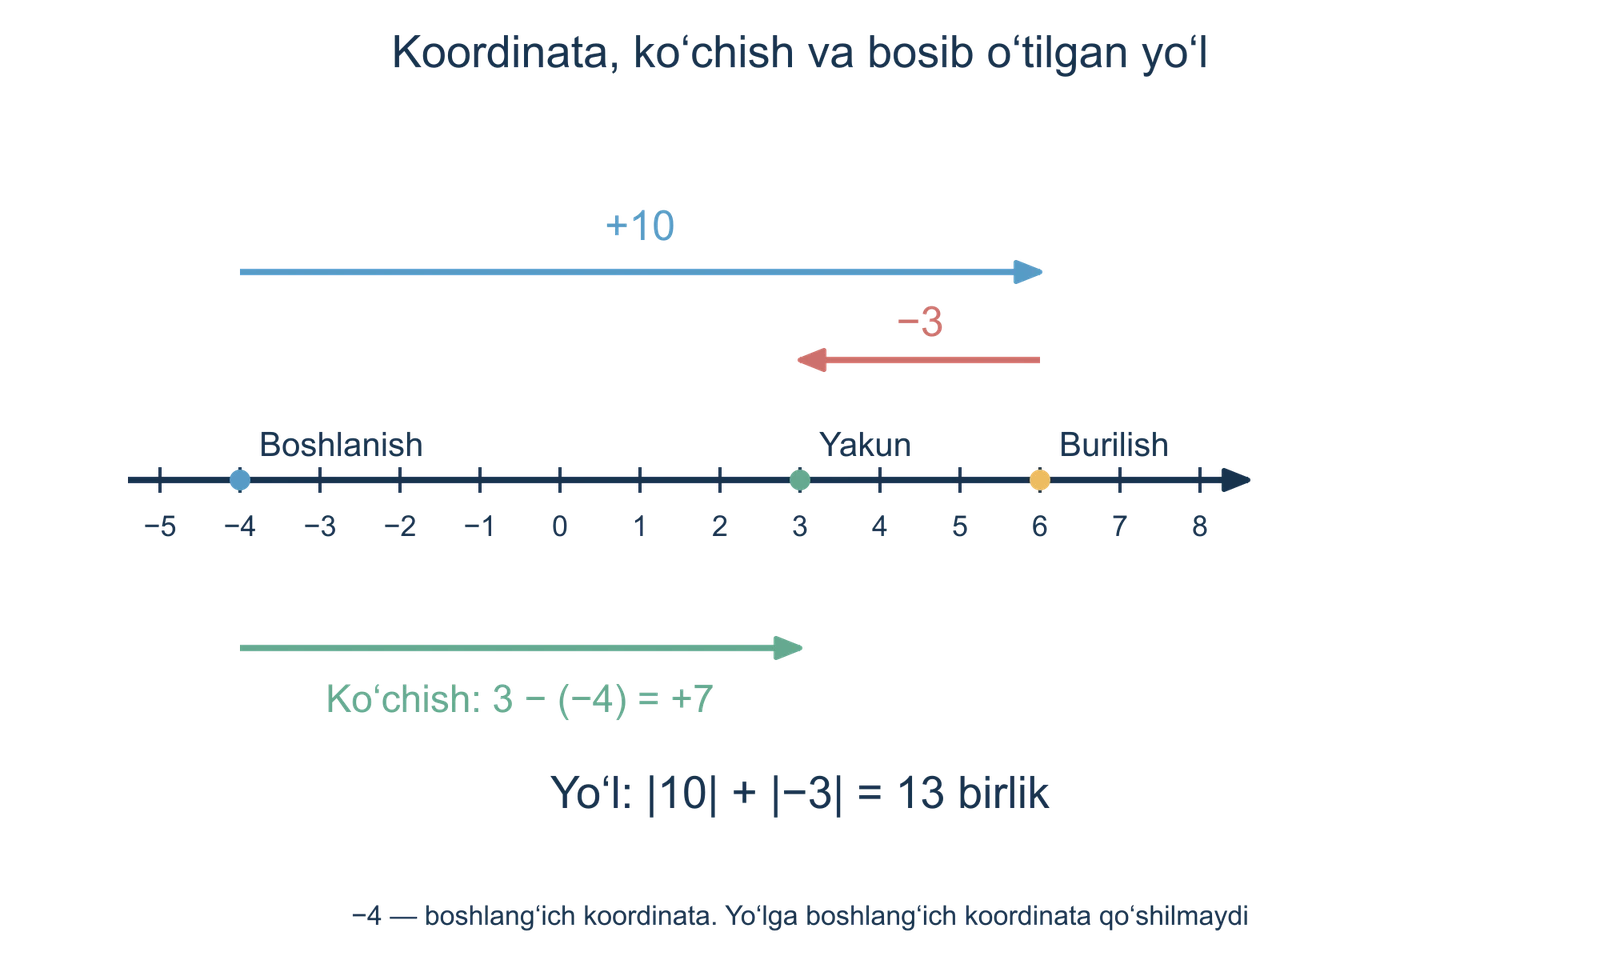 Koordinata, ko‘chish va bosib o‘tilgan yo‘l
+10
−3
Boshlanish Yakun Burilish
−5 −4 −3 −2 −1 0 1 2 3 4 5 6 7 8
Ko‘chish: 3 − (−4) = +7
Yo‘l: |10| + |−3| = 13 birlik
−4 — boshlang‘ich koordinata. Yo‘lga boshlang‘ich koordinata qo‘shilmaydi